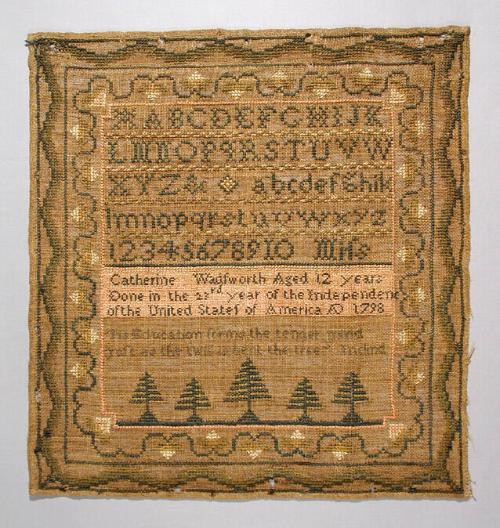 ABCDEFGHIJK
LMNOPQRSTUVW
XYZ& abcdefghik
lmnopqrstuvwxyz
12345678910
Catherine Wadſworth Aged 12 years
Done in the 23rd year of the Independenc
of the United Stateſ of America AD 1798
Tis Education forms the tender mind
Just as the twig is bent the trees inclind